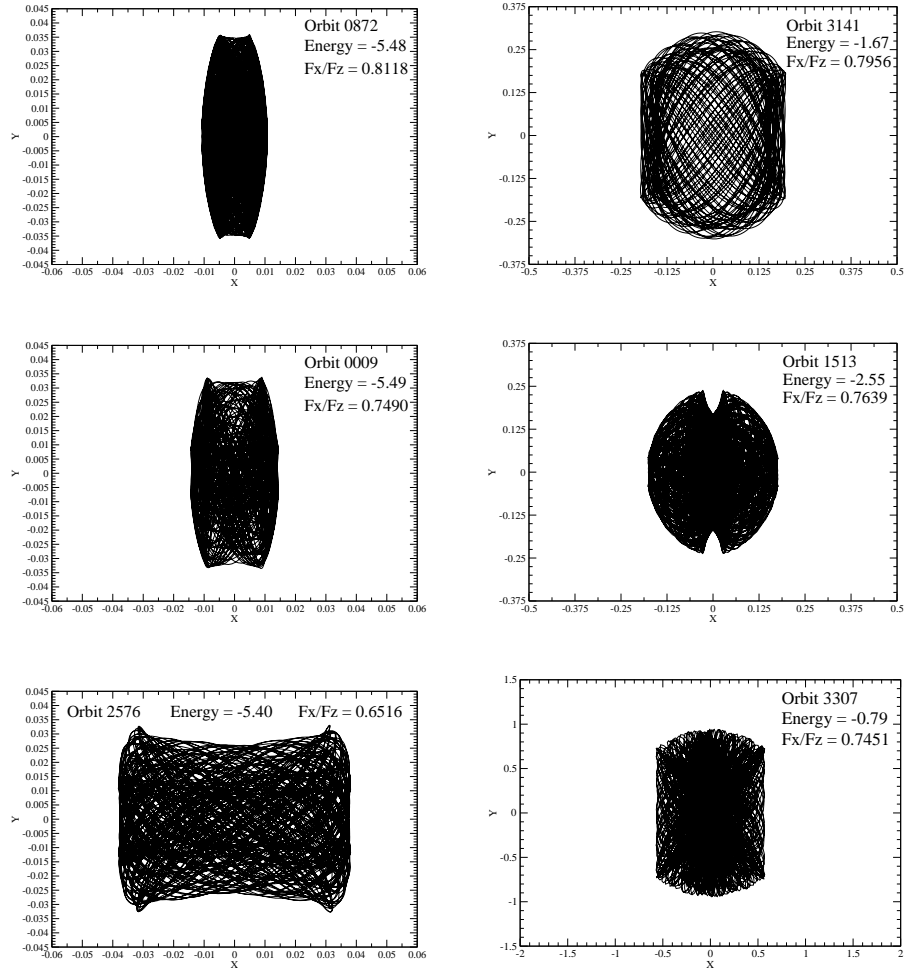 Orbit 0872
Energy = -5.48
Fx/Fz = 0.8118
0.045
0.04
0.035
0.03
0.025
0.02
0.015
0.01
0.005
0
-0.005
-0.01
-0.015
-0.02
-0.025
-0.03
-0.035
-0.04
-0.045
Y
-0.06 -0.05 -0.04 -0.03 -0.02 -0.01 0 0.01 0.02 0.03 0.04 0.05 0.06
X
Orbit 3141
Energy = -1.67
Fx/Fz = 0.7956
0.375
0.25
0.125
0
-0.125
-0.25
-0.375
Y
-0.5 -0.375 -0.25 -0.125 0 0.125 0.25 0.375 0.5
X
Orbit 0009
Energy = -5.49
Fx/Fz = 0.7490
0.045
0.04
0.035
0.03
0.025
0.02
0.015
0.01
0.005
0
-0.005
-0.01
-0.015
-0.02
-0.025
-0.03
-0.035
-0.04
-0.045
Y
-0.06 -0.05 -0.04 -0.03 -0.02 -0.01 0 0.01 0.02 0.03 0.04 0.05 0.06
X
Orbit 1513
Energy = -2.55
Fx/Fz = 0.7639
0.375
0.25
0.125
0
-0.125
-0.25
-0.375
Y
-0.5 -0.375 -0.25 -0.125 0 0.125 0.25 0.375 0.5
X
Orbit 2576 Energy = -5.40 Fx/Fz = 0.6516
0.045
0.04
0.035
0.03
0.025
0.02
0.015
0.01
0.005
0
-0.005
-0.01
-0.015
-0.02
-0.025
-0.03
-0.035
-0.04
-0.045
Y
-0.06 -0.05 -0.04 -0.03 -0.02 -0.01 0 0.01 0.02 0.03 0.04 0.05 0.06
X
Orbit 3307
Energy = -0.79
Fx/Fz = 0.7451
1.5
1
0.5
0
-0.5
-1
-1.5
Y
-2 -1.5 -1 -0.5 0 0.5 1 1.5 2
X